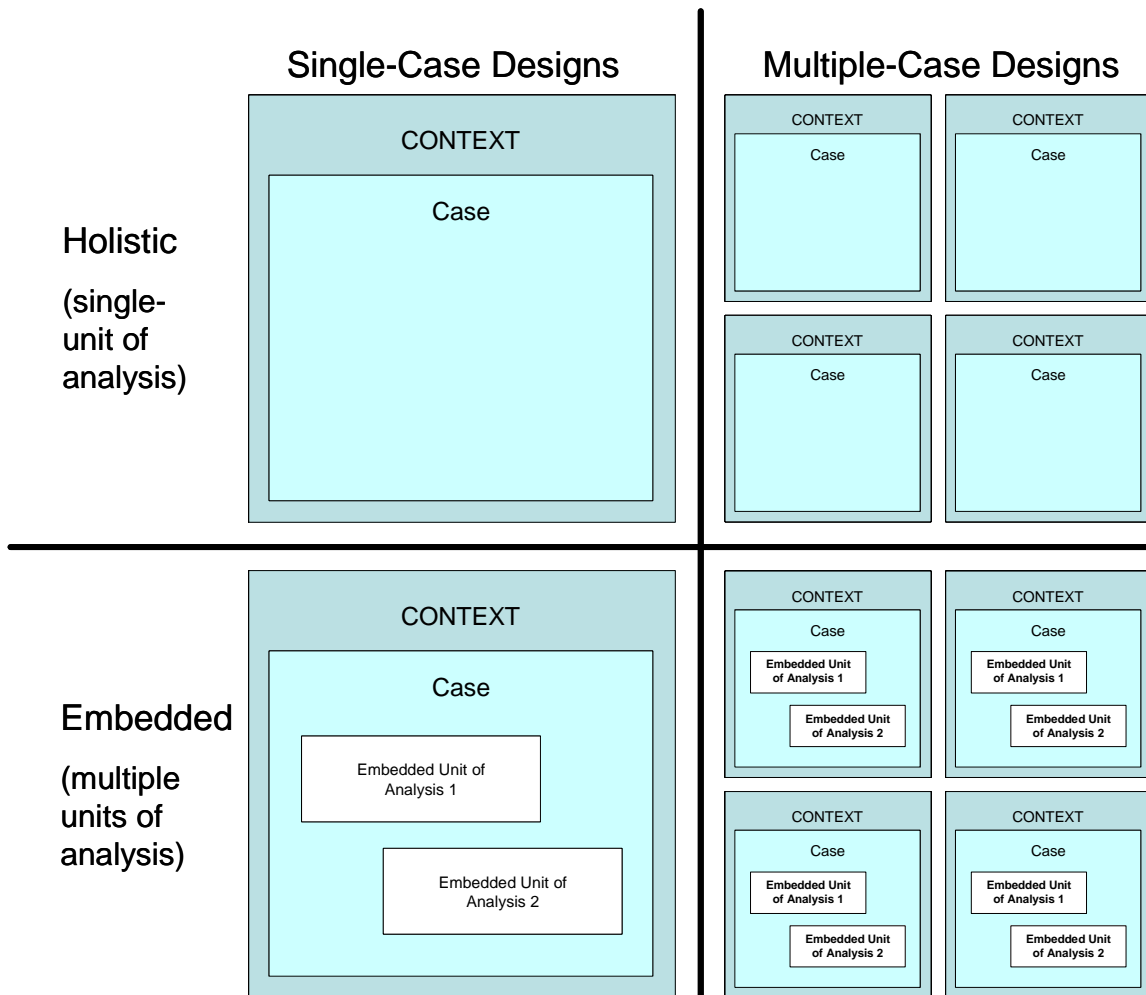 Single-Case Designs
Multiple-Case Designs
Holistic
(single-
unit of
analysis)
CONTEXT
Case
CONTEXT
Case
CONTEXT
Case
CONTEXT
Case
CONTEXT
Case
Embedded
(multiple
units of
analysis)
CONTEXT
Case
Embedded Unit of
Analysis 1
Embedded Unit of
Analysis 2
CONTEXT
Case
Embedded Unit
of Analysis 1
Embedded Unit
of Analysis 2
CONTEXT
Case
Embedded Unit
of Analysis 1
Embedded Unit
of Analysis 2
CONTEXT
Case
Embedded Unit
of Analysis 1
Embedded Unit
of Analysis 2
CONTEXT
Case
Embedded Unit
of Analysis 1
Embedded Unit
of Analysis 2